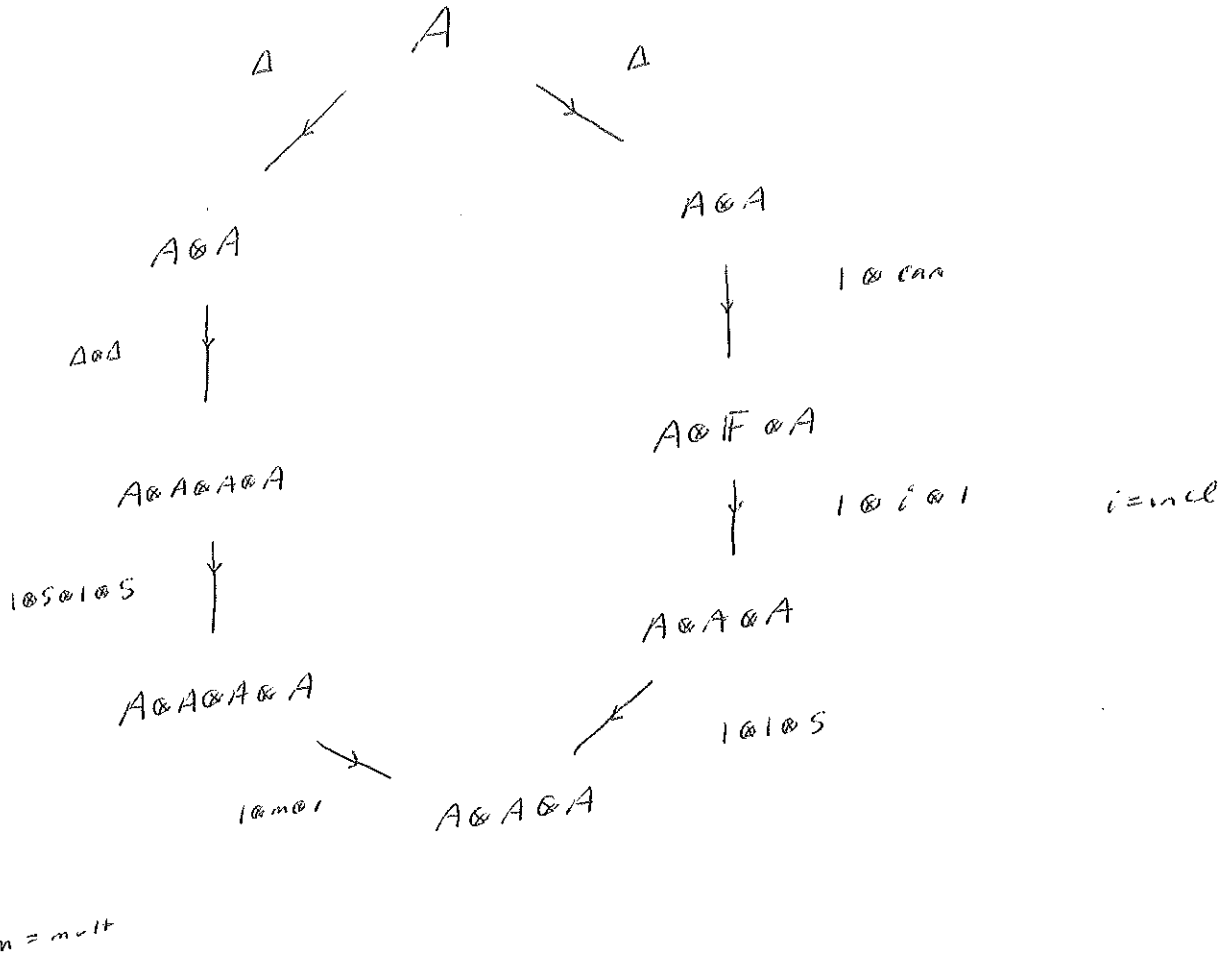 A
Δ Δ
A⊗A
A⊗A
1⊗can
Δ⊗Δ
A⊗𝔽⊗A
A⊗A⊗A⊗A
1⊗i⊗1 i=incl
1⊗S⊗1⊗S
A⊗A⊗A
A⊗A⊗A⊗A
1⊗1⊗S
1⊗m⊗1
A⊗A⊗A
m = mult